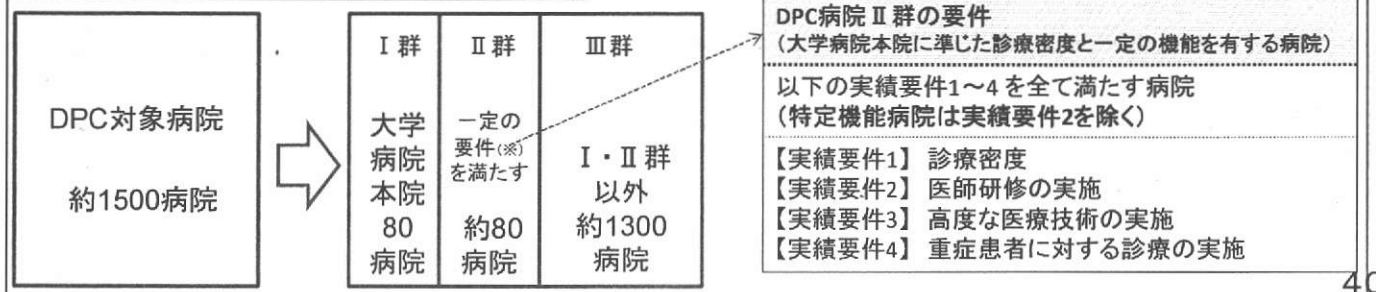 DPC対象病院
約1500病院
Ⅰ群
大学
病院
本院
80
病院
Ⅱ群
一定の
要件(※)
を満たす
約80
病院
Ⅲ群
Ⅰ・Ⅱ群
以外
約1300
病院
DPC病院Ⅱ群の要件
(大学病院本院に準じた診療密度と一定の機能を有する病院)
以下の実績要件1~4を全て満たす病院
(特定機能病院は実績要件2を除く)
【実績要件1】 診療密度
【実績要件2】 医師研修の実施
【実績要件3】 高度な医療技術の実施
【実績要件4】 重症患者に対する診療の実施